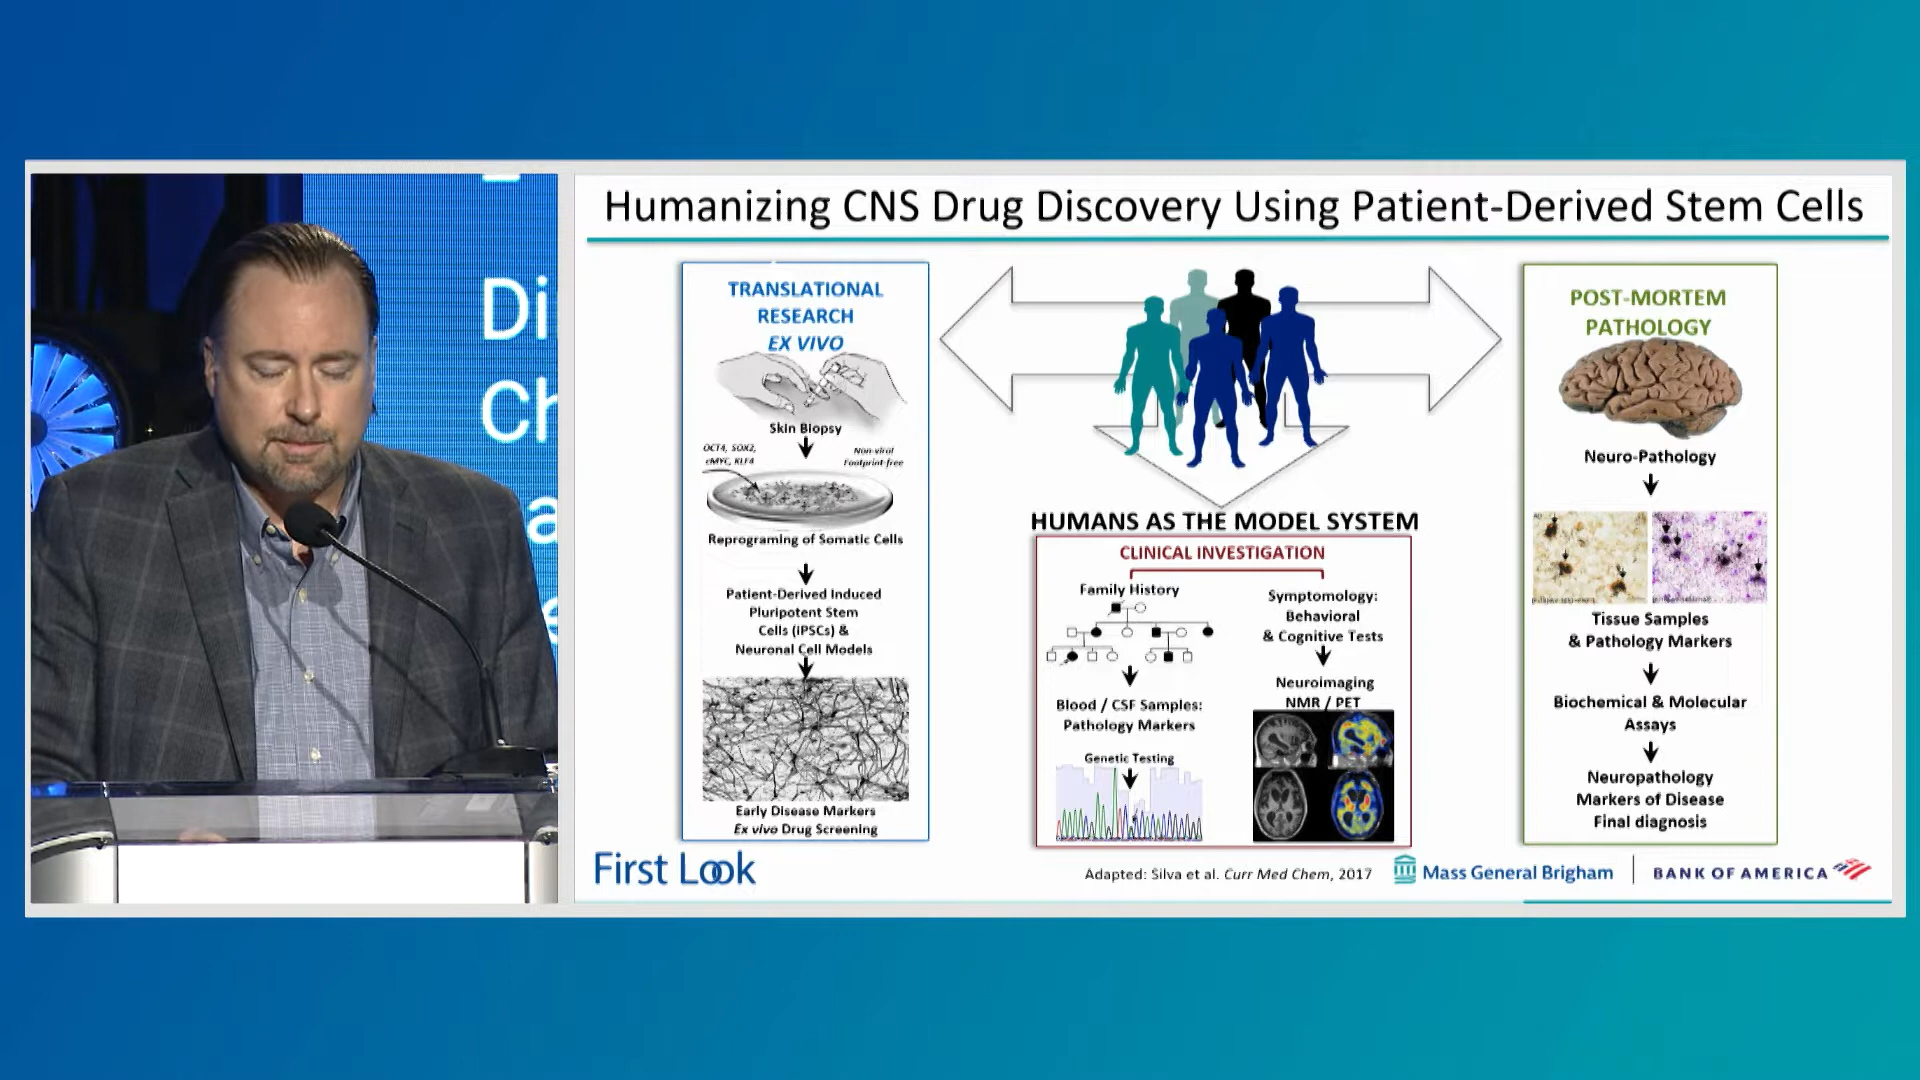 Di
Ch
a
Humanizing CNS Drug Discovery Using Patient-Derived Stem Cells
TRANSLATIONAL
RESEARCH
EX VIVO
Skin Biopsy
OCT4, SOX2,
cMYC, KLF4
Non-viral
Footprint-free
Reprograming of Somatic Cells
Patient-Derived Induced
Pluripotent Stem
Cells (iPSCs) &
Neuronal Cell Models
Early Disease Markers
Ex vivo Drug Screening
HUMANS AS THE MODEL SYSTEM
CLINICAL INVESTIGATION
Family History
Blood / CSF Samples:
Pathology Markers
Genetic Testing
Symptomology:
Behavioral
& Cognitive Tests
Neuroimaging
NMR / PET
POST-MORTEM
PATHOLOGY
Neuro-Pathology
Tissue Samples
& Pathology Markers
Biochemical & Molecular
Assays
Neuropathology
Markers of Disease
Final diagnosis
First Look
Adapted: Silva et al. Curr Med Chem, 2017
Mass General Brigham
BANK OF AMERICA